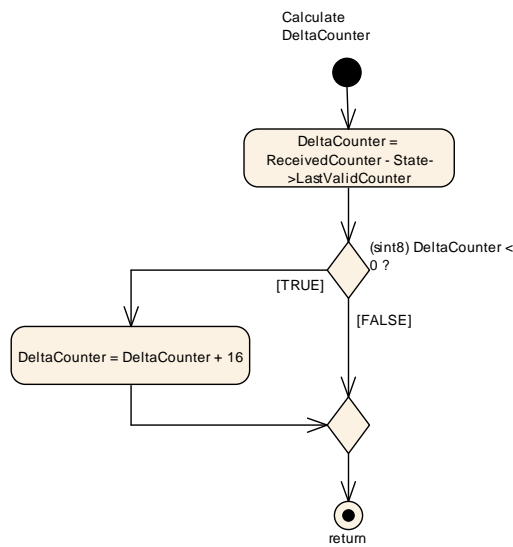 Calculate
DeltaCounter
DeltaCounter =
ReceivedCounter - State-
>LastValidCounter
(sint8) DeltaCounter <
0 ?
[TRUE]
[FALSE]
DeltaCounter = DeltaCounter + 16
return